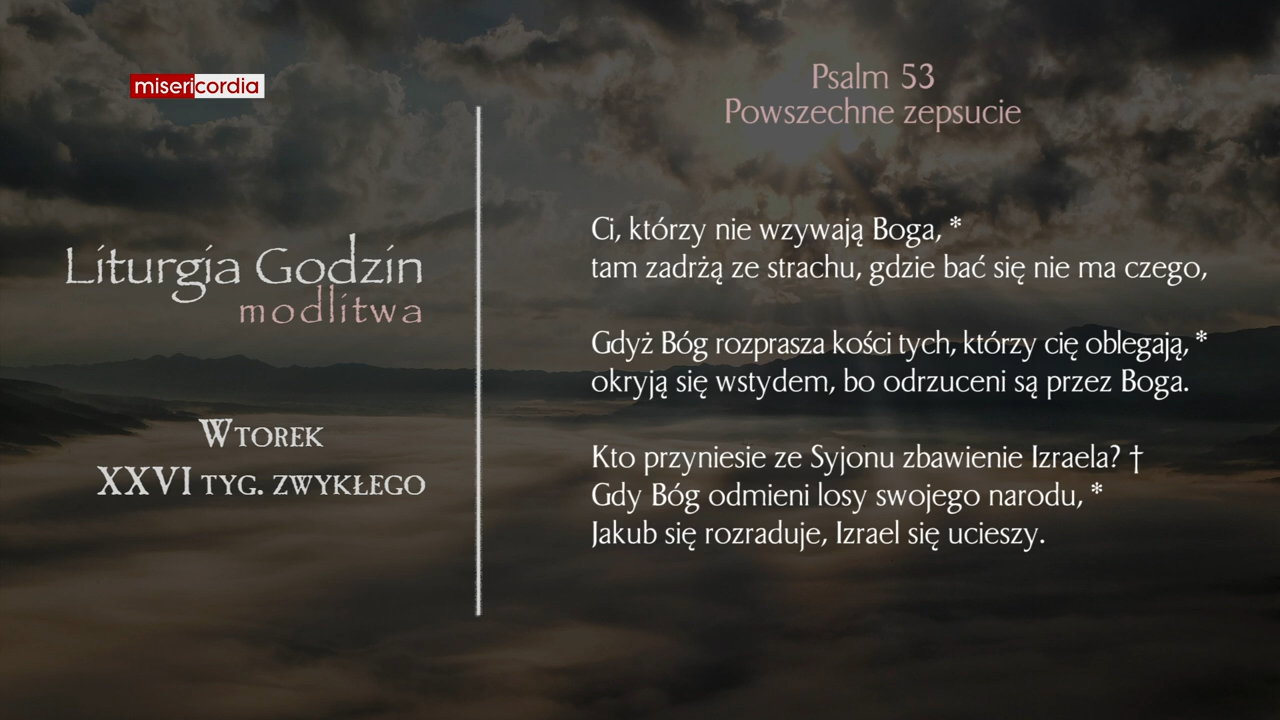 misericordia
Liturgia Godzin
modlitwa
Wtorek
XXVI tyg. zwykłego
Psalm 53
Powszechne zepsucie
Ci, którzy nie wzywają Boga, *
tam zadrżą ze strachu, gdzie bać się nie ma czego,
Gdyż Bóg rozprasza kości tych, którzy cię oblegają, *
okryją się wstydem, bo odrzuceni są przez Boga.
Kto przyniesie ze Syjonu zbawienie Izraela? †
Gdy Bóg odmieni losy swojego narodu, *
Jakub się rozraduje, Izrael się ucieszy.